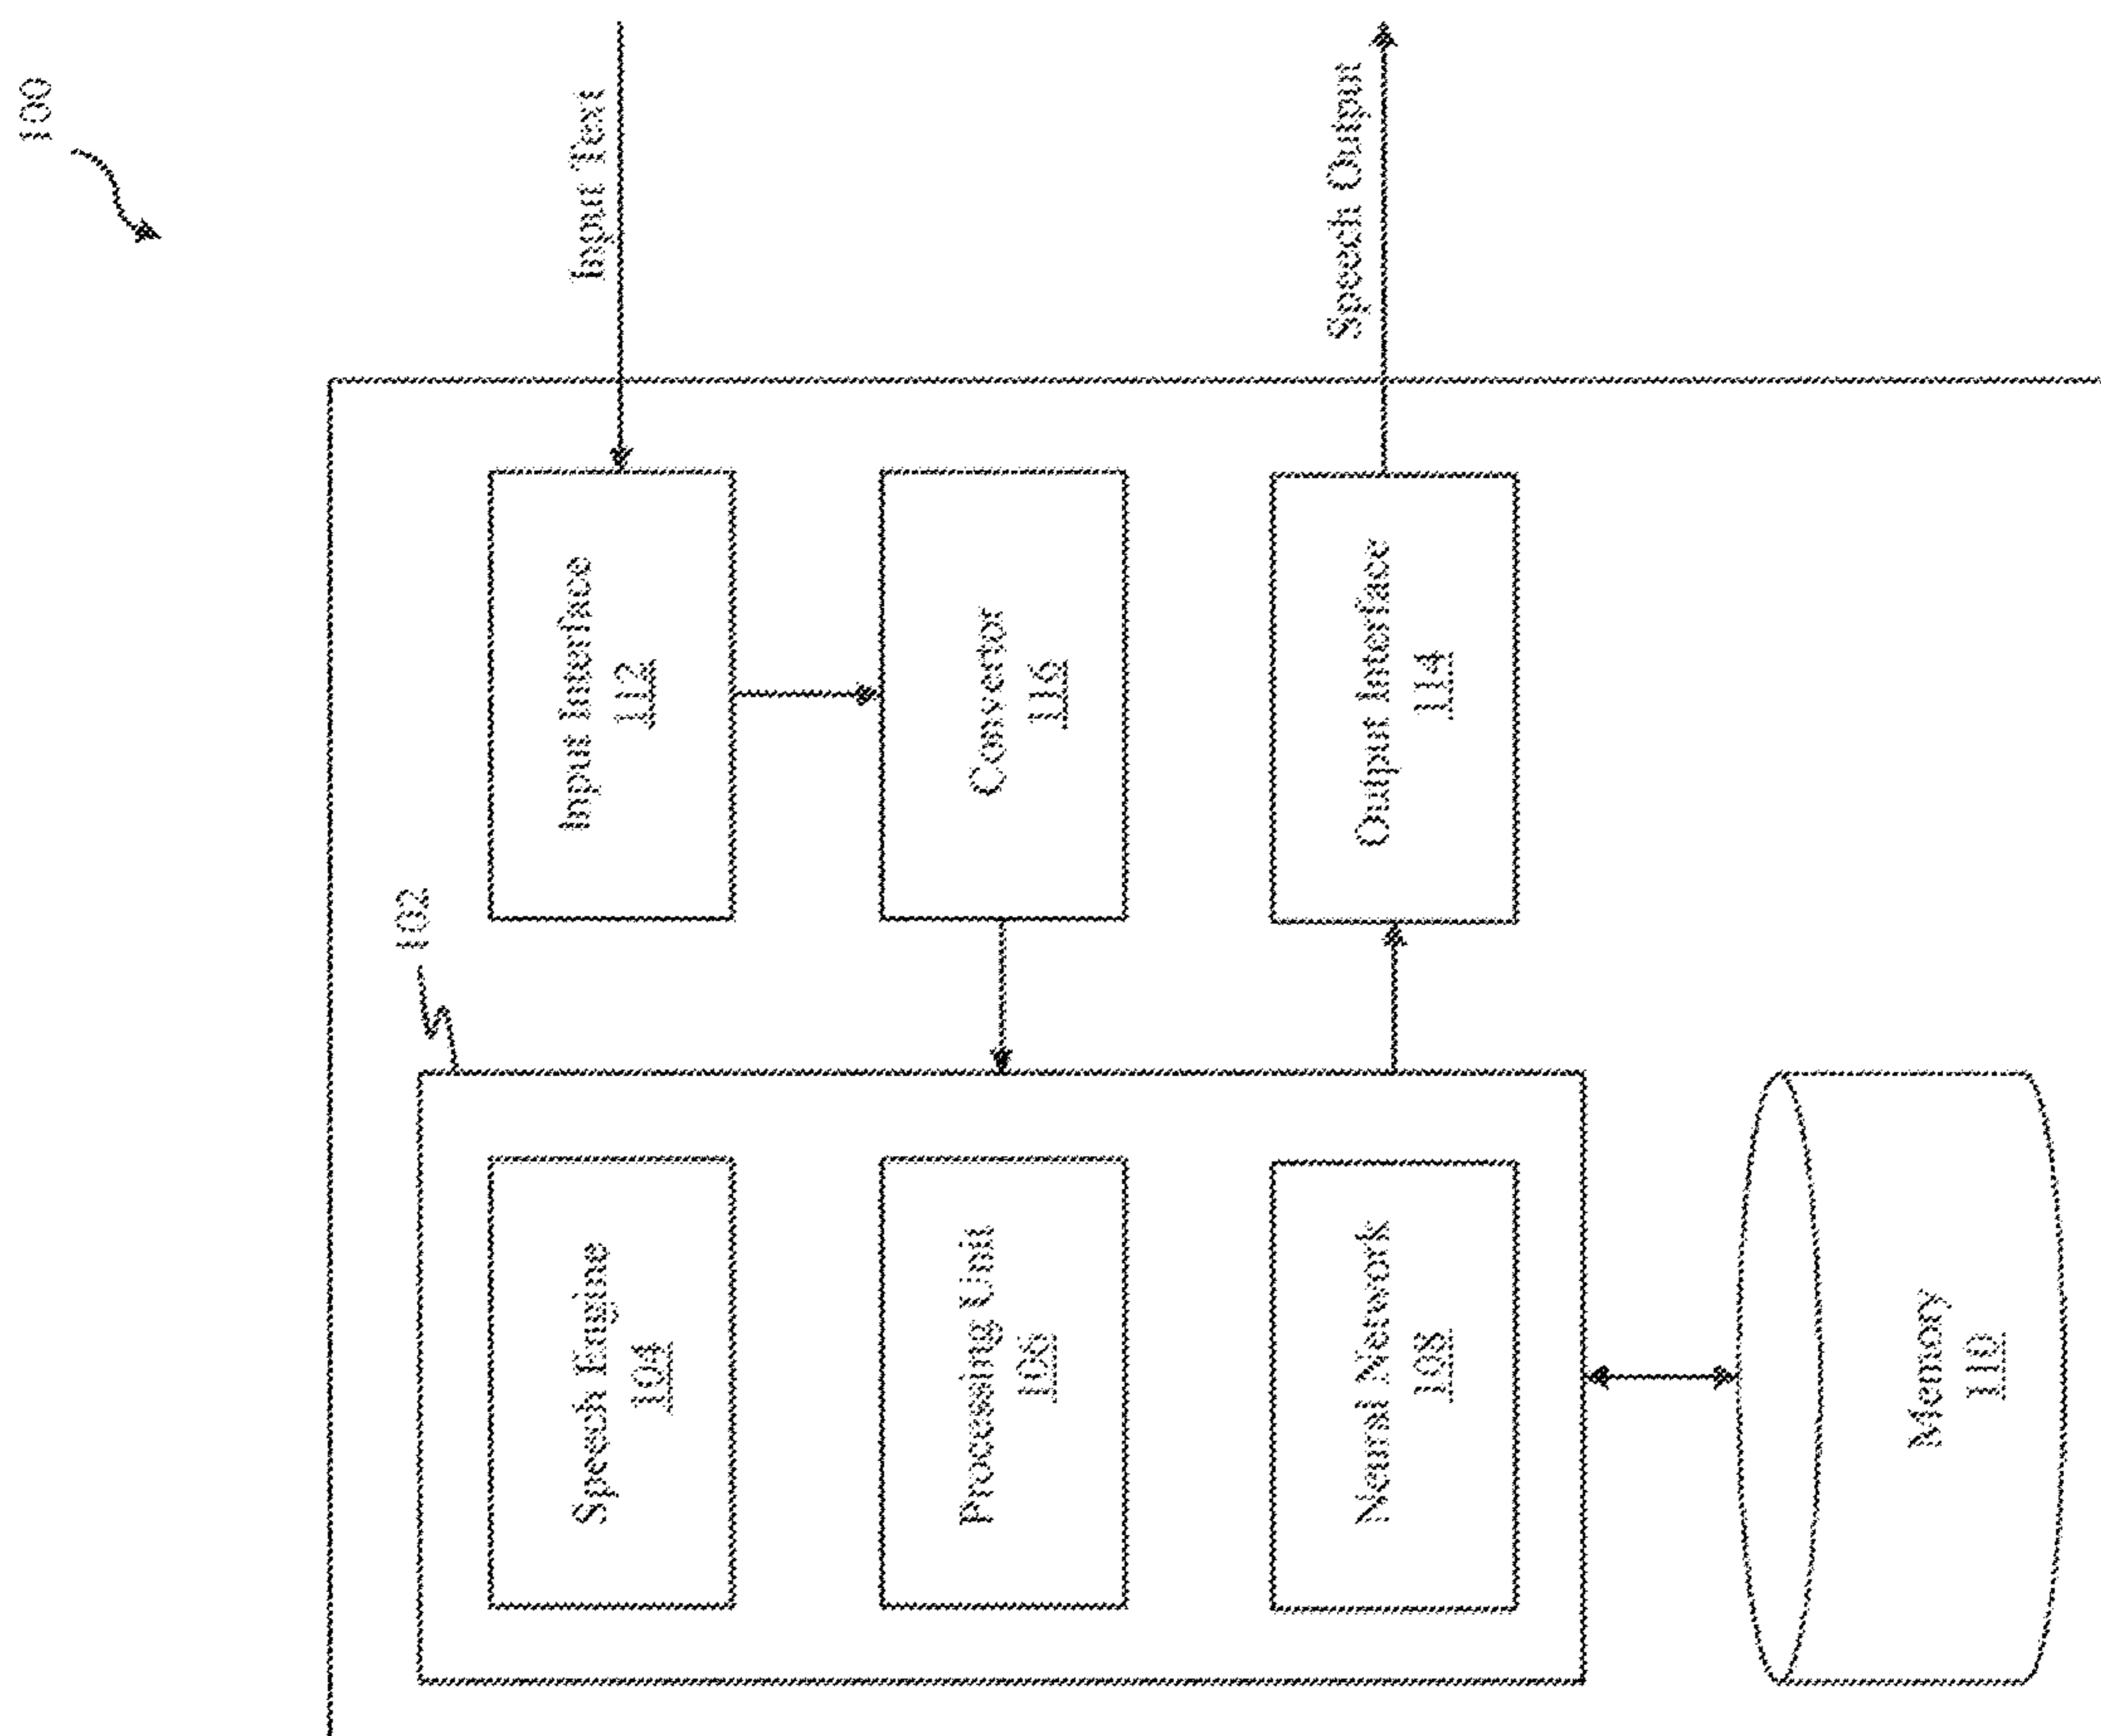 100
102
Speech Engine
104
Input Interface
112
Input Text
Processing Unit
106
Convertor
116
Neural Network
108
Output Interface
114
Speech Output
Memory
110